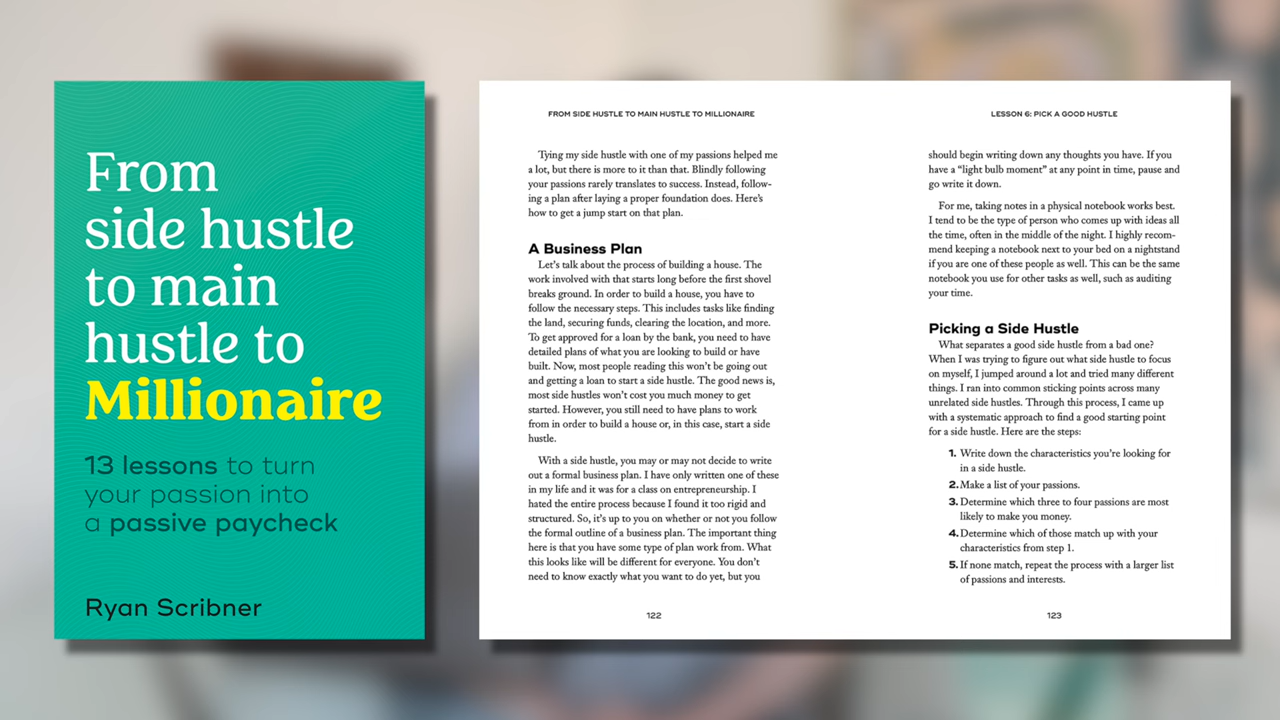 From
side hustle
to main
hustle to
Millionaire
13 lessons to turn
your passion into
a passive paycheck
Ryan Scribner
FROM SIDE HUSTLE TO MAIN HUSTLE TO MILLIONAIRE
Tying my side hustle with one of my passions helped me
a lot, but there is more to it than that. Blindly following
your passions rarely translates to success. Instead, follow-
ing a plan after laying a proper foundation does. Here’s
how to get a jump start on that plan.
A Business Plan
Let’s talk about the process of building a house. The
work involved with that starts long before the first shovel
breaks ground. In order to build a house, you have to
follow the necessary steps. This includes tasks like finding
the land, securing funds, clearing the location, and more.
To get approved for a loan by the bank, you need to have
detailed plans of what you are looking to build or have
built. Now, most people reading this won’t be going out
and getting a loan to start a side hustle. The good news is,
most side hustles won’t cost you much money to get
started. However, you still need to have plans to work
from in order to build a house or, in this case, start a side
hustle.
With a side hustle, you may or may not decide to write
out a formal business plan. I have only written one of these
in my life and it was for a class on entrepreneurship. I
hated the entire process because I found it too rigid and
structured. So, it’s up to you on whether or not you follow
the formal outline of a business plan. The important thing
here is that you have some type of plan work from. What
this looks like will be different for everyone. You don’t
need to know exactly what you want to do yet, but you
122
LESSON 6: PICK A GOOD HUSTLE
should begin writing down any thoughts you have. If you
have a “light bulb moment” at any point in time, pause and
go write it down.
For me, taking notes in a physical notebook works best.
I tend to be the type of person who comes up with ideas all
the time, often in the middle of the night. I highly recom-
mend keeping a notebook next to your bed on a nightstand
if you are one of these people as well. This can be the same
notebook you use for other tasks as well, such as auditing
your time.
Picking a Side Hustle
What separates a good side hustle from a bad one?
When I was trying to figure out what side hustle to focus
on myself, I jumped around a lot and tried many different
things. I ran into common sticking points across many
unrelated side hustles. Through this process, I came up
with a systematic approach to find a good starting point
for a side hustle. Here are the steps:
1. Write down the characteristics you’re looking for
in a side hustle.
2. Make a list of your passions.
3. Determine which three to four passions are most
likely to make you money.
4. Determine which of those match up with your
characteristics from step 1.
5. If none match, repeat the process with a larger list
of passions and interests.
123